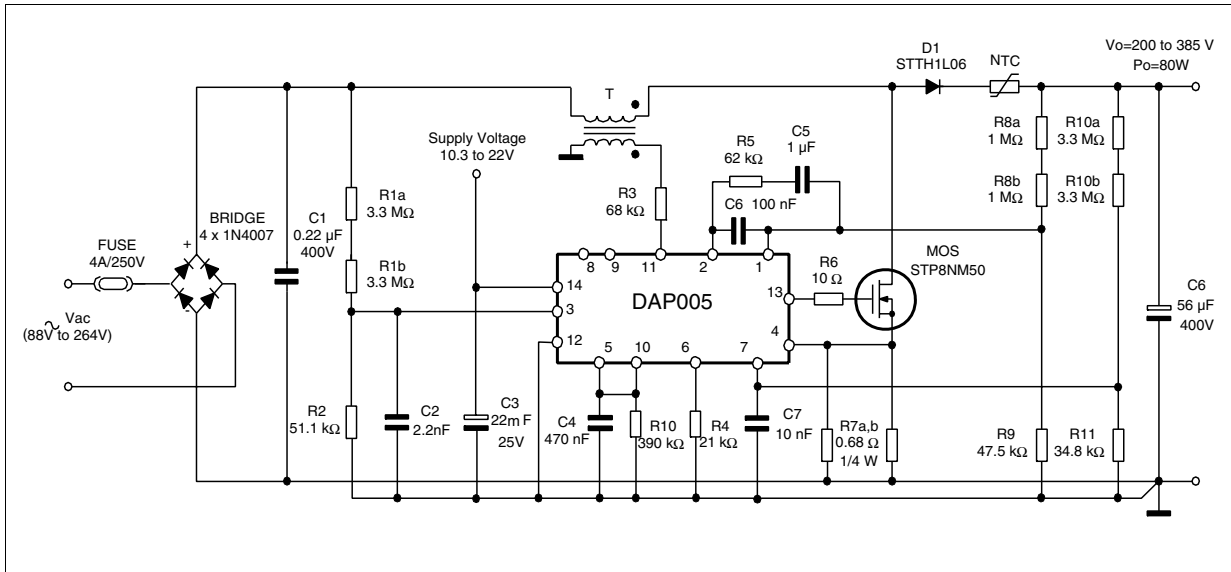 D1
STTH1L06
NTC
Vo=200 to 385 V
Po=80W
T
Supply Voltage
10.3 to 22V
R5
62 kΩ
C5
1 µF
R8a
1 MΩ
R10a
3.3 MΩ
R1a
3.3 MΩ
R3
68 kΩ
C6
100 nF
R8b
1 MΩ
R10b
3.3 MΩ
BRIDGE
4 x 1N4007
+
-
C1
0.22 µF
400V
FUSE
4A/250V
R1b
3.3 MΩ
MOS
STP8NM50
8
9
11
2
1
R6
10 Ω
DAP005
14
3
12
13
4
C6
56 µF
400V
~
Vac
(88V to 264V)
5
10
6
7
R2
51.1 kΩ
C2
2.2nF
C3
22m F
25V
C4
470 nF
R10
390 kΩ
R4
21 kΩ
C7
10 nF
R7a,b
0.68 Ω
1/4 W
R9
47.5 kΩ
R11
34.8 kΩ